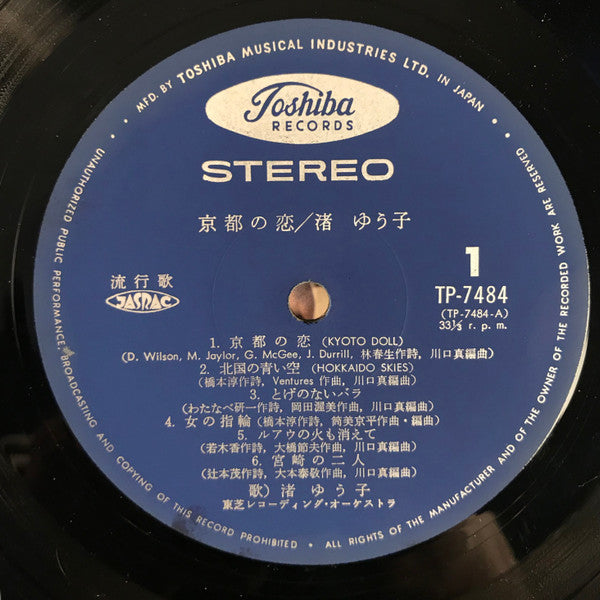 • MFD. BY TOSHIBA MUSICAL INDUSTRIES LTD. IN JAPAN •
UNAUTHORIZED PUBLIC PERFORMANCE, BROADCASTING AND COPYING OF THIS RECORD PROHIBITED • ALL RIGHTS OF THE MANUFACTURER AND OF THE OWNER OF THE RECORDED WORK ARE RESERVED
Toshiba
RECORDS
STEREO
京都の恋/渚 ゆう子
流行歌
JASRAC
1
TP-7484
(TP-7484-A)
33⅓ r. p. m.
1. 京都の恋 (KYOTO DOLL)
(D. Wilson, M. Jaylor, G. McGee, J. Durrill, 林春生作詩, 川口真編曲)
2. 北国の青い空 (HOKKAIDO SKIES)
(橋本淳作詩, Ventures 作曲, 川口真編曲)
3. とげのないバラ
(わたなべ研一作詩, 岡田渥美作曲, 川口真編曲)
4. 女の指輪 (橋本淳作詩, 筒美京平作曲・編曲)
5. ルアウの火も消えて
(若木香作詩, 大橋節夫作曲, 川口真編曲)
6. 宮崎の二人
(辻本茂作詩, 大本泰敬作曲, 川口真編曲)
歌) 渚 ゆう子
東芝レコーディング・オーケストラ